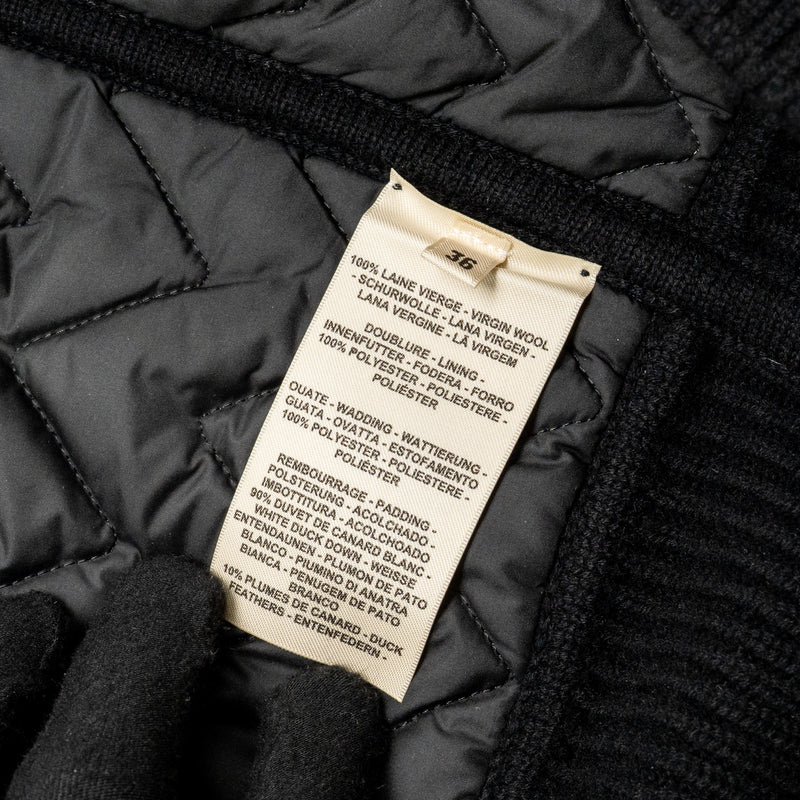 36
100% LAINE VIERGE - VIRGIN WOOL
- SCHURWOLLE - LANA VIRGEN -
LANA VERGINE - LÃ VIRGEM
DOUBLURE - LINING -
INNENFUTTER - FODERA - FORRO
100% POLYESTER - POLIESTERE -
POLIÉSTER
OUATE - WADDING - WATTIERUNG -
GUATA - OVATTA - ESTOFAMENTO
100% POLYESTER - POLIESTERE -
POLIÉSTER
REMBOURRAGE - PADDING -
POLSTERUNG - ACOLCHADO -
IMBOTTITURA - ACOLCHOADO
90% DUVET DE CANARD BLANC -
WHITE DUCK DOWN - WEISSE
ENTENDAUNEN - PLUMON DE PATO
BLANCO - PIUMINO DI ANATRA
BIANCA - PENUGEM DE PATO
BRANCO
10% PLUMES DE CANARD - DUCK
FEATHERS - ENTENFEDERN -